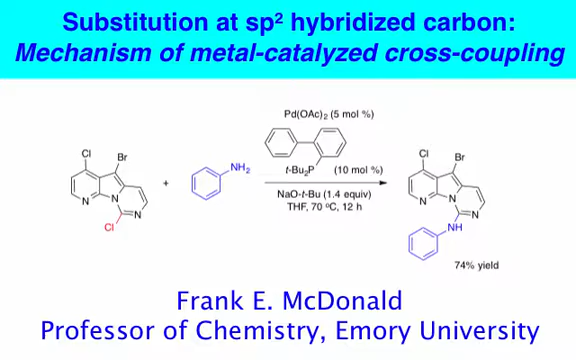 Substitution at sp² hybridized carbon:
Mechanism of metal-catalyzed cross-coupling
Pd(OAc)₂ (5 mol %)
t-Bu₂P (10 mol %)
NaO-t-Bu (1.4 equiv)
THF, 70 ºC, 12 h
Cl
Br
N
N
N
Cl
+
NH₂
Cl
Br
N
N
N
NH
74% yield
Frank E. McDonald
Professor of Chemistry, Emory University